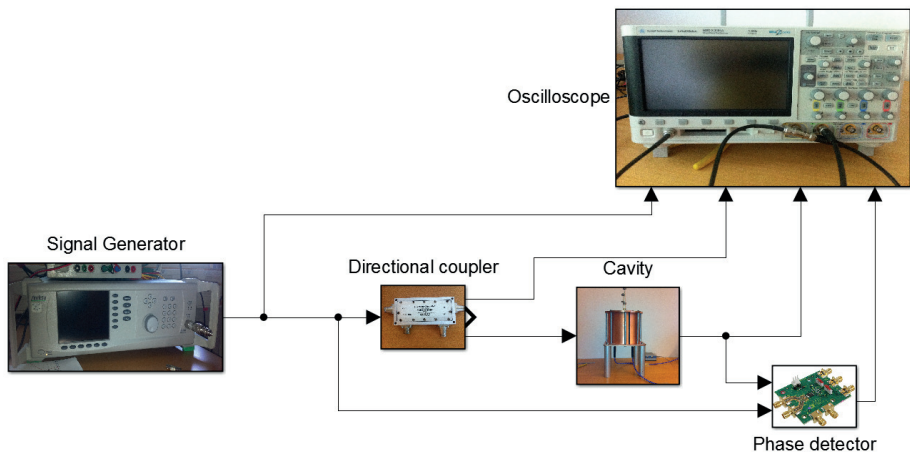 Oscilloscope
Signal Generator
Directional coupler
Cavity
Phase detector